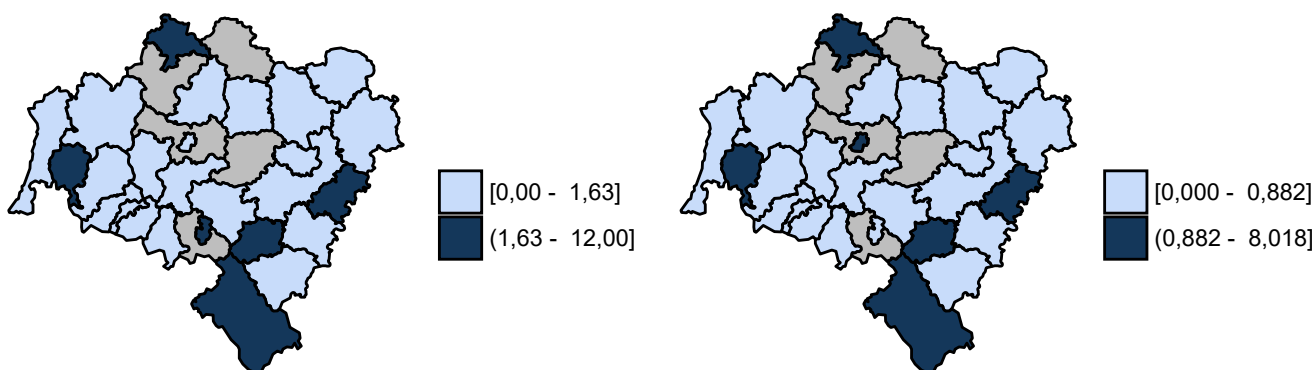 [0,00 - 1,63]
(1,63 - 12,00]
[0,000 - 0,882]
(0,882 - 8,018]